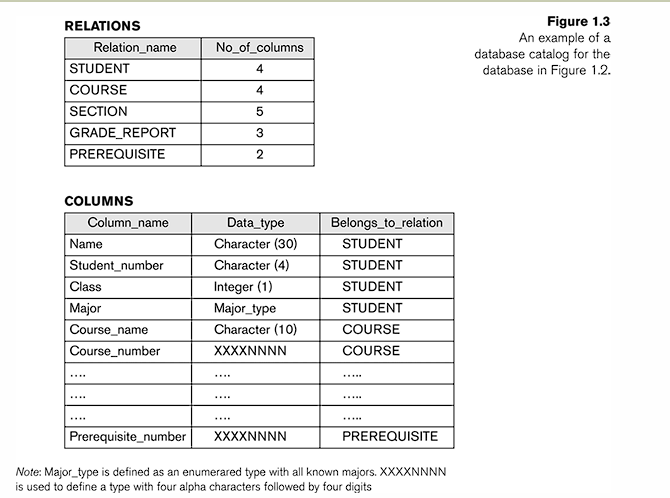 RELATIONS
Relation_name No_of_columns
STUDENT 4
COURSE 4
SECTION 5
GRADE_REPORT 3
PREREQUISITE 2
Figure 1.3
An example of a
database catalog for the
database in Figure 1.2.
COLUMNS
Column_name Data_type Belongs_to_relation
Name Character (30) STUDENT
Student_number Character (4) STUDENT
Class Integer (1) STUDENT
Major Major_type STUDENT
Course_name Character (10) COURSE
Course_number XXXXNNNN COURSE
…. …. …..
…. …. …..
…. …. …..
Prerequisite_number XXXXNNNN PREREQUISITE
Note: Major_type is defined as an enumerared type with all known majors. XXXXNNNN
is used to define a type with four alpha characters followed by four digits